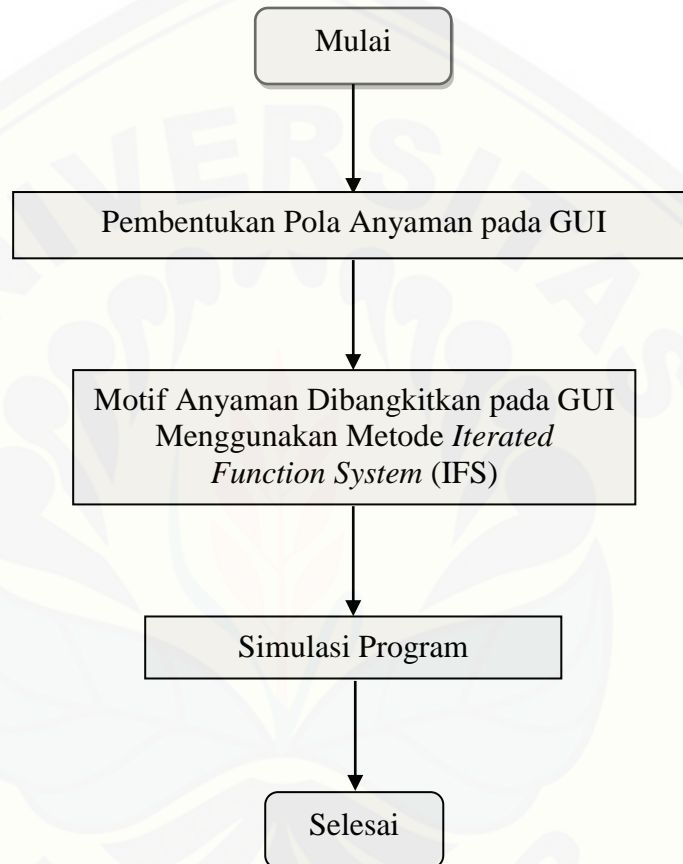 Mulai
UNIVERSITAS
Pembentukan Pola Anyaman pada GUI
Motif Anyaman Dibangkitkan pada GUI
Menggunakan Metode Iterated
Function System (IFS)
Simulasi Program
Selesai